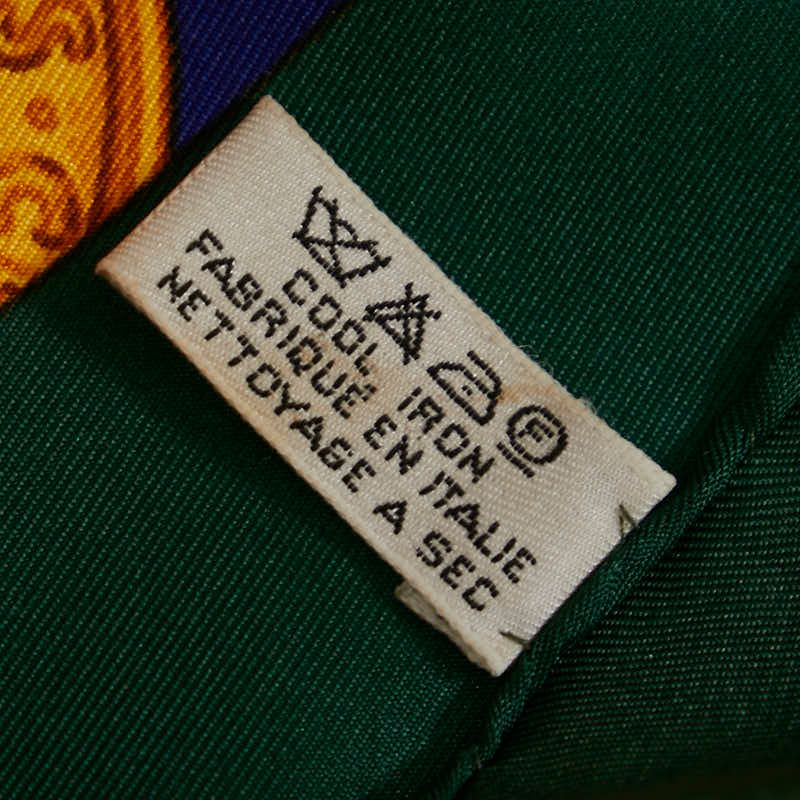 COOL IRON
FABRIQUE EN ITALIE
NETTOYAGE A SEC